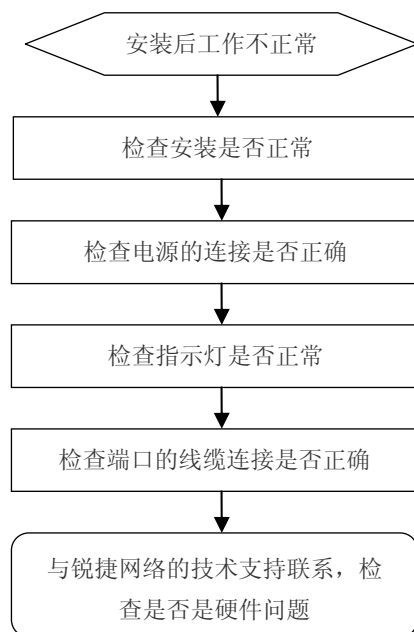 安装后工作不正常
检查安装是否正常
检查电源的连接是否正确
检查指示灯是否正常
检查端口的线缆连接是否正确
与锐捷网络的技术支持联系，检
查是否是硬件问题